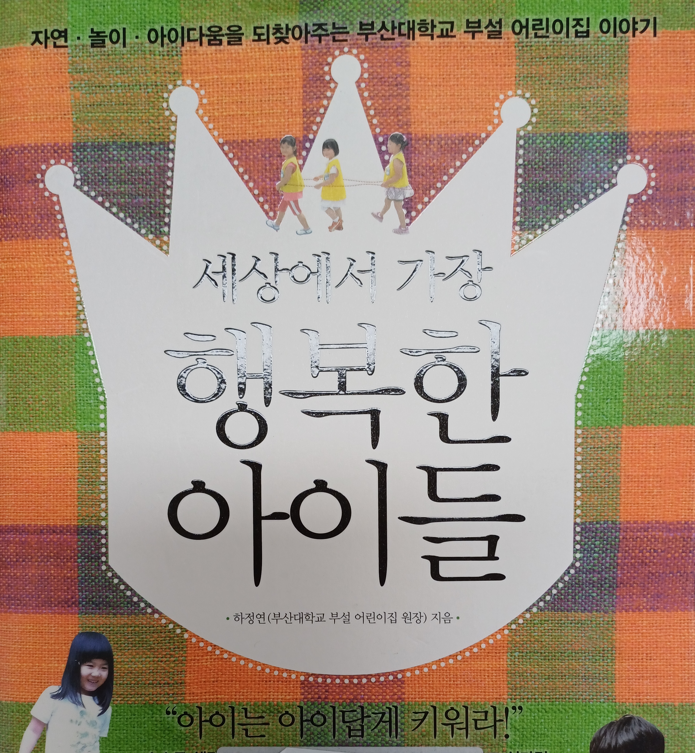 자연 · 놀이 · 아이다움을 되찾아주는 부산대학교 부설 어린이집 이야기
세상에서 가장
행복한
아이들
• 하정연(부산대학교 부설 어린이집 원장) 지음 •
“아이는 아이답게 키워라!”